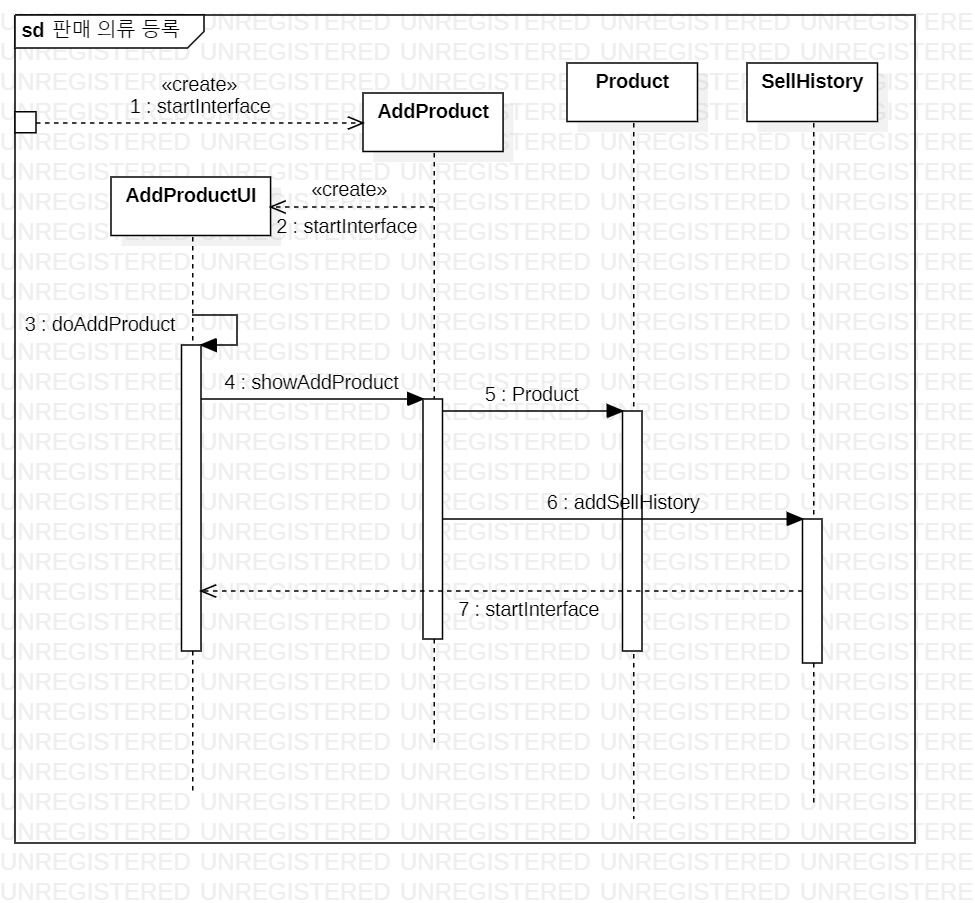 sd 판매 의류 등록
«create»
1 : startInterface
AddProduct
Product
SellHistory
AddProductUI
«create»
2 : startInterface
3 : doAddProduct
4 : showAddProduct
5 : Product
6 : addSellHistory
7 : startInterface
UNREGISTERED